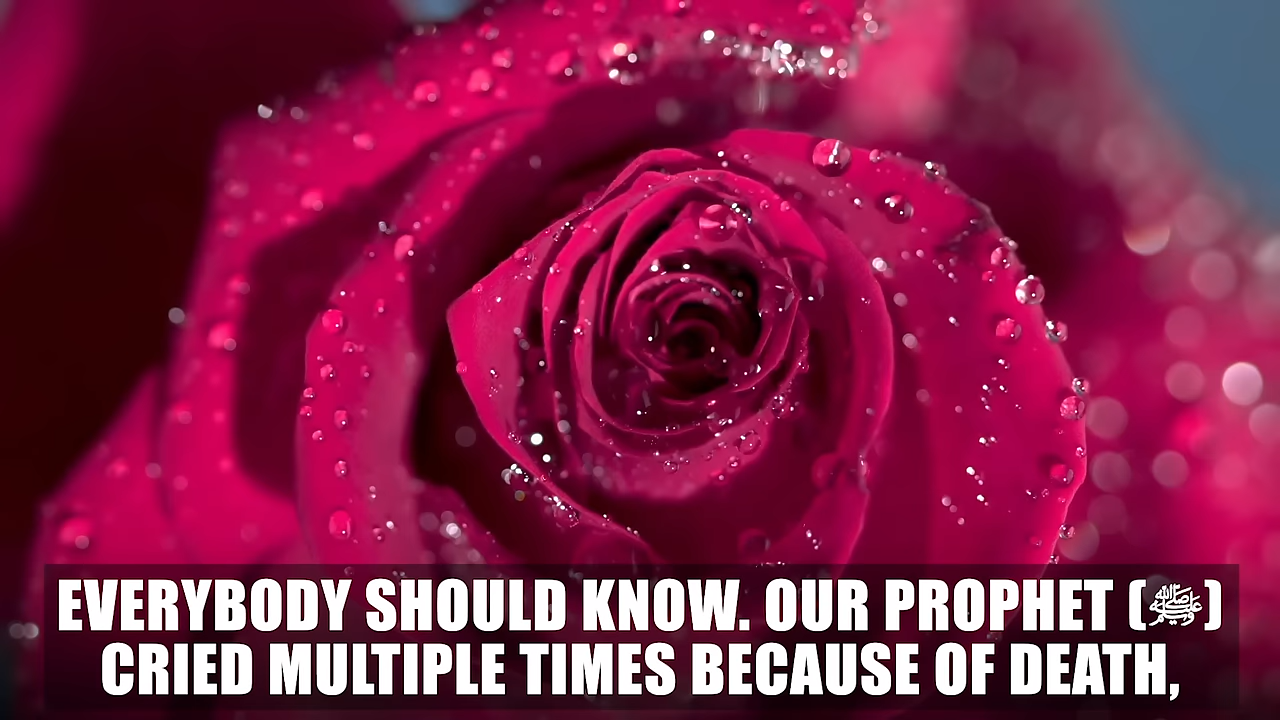 EVERYBODY SHOULD KNOW. OUR PROPHET (ﷺ)
CRIED MULTIPLE TIMES BECAUSE OF DEATH,